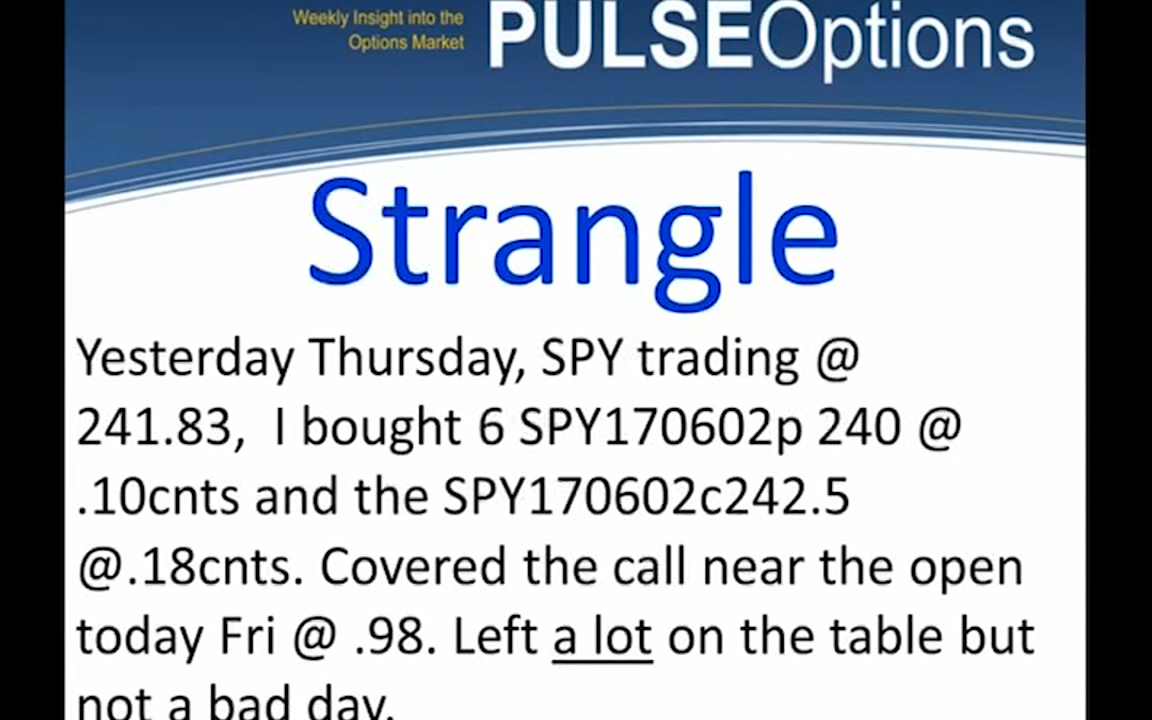 Weekly Insight into the
Options Market
PULSEOptions
Strangle
Yesterday Thursday, SPY trading @
241.83,  I bought 6 SPY170602p 240 @
.10cnts and the SPY170602c242.5
@.18cnts. Covered the call near the open
today Fri @ .98. Left a lot on the table but
not a bad day.